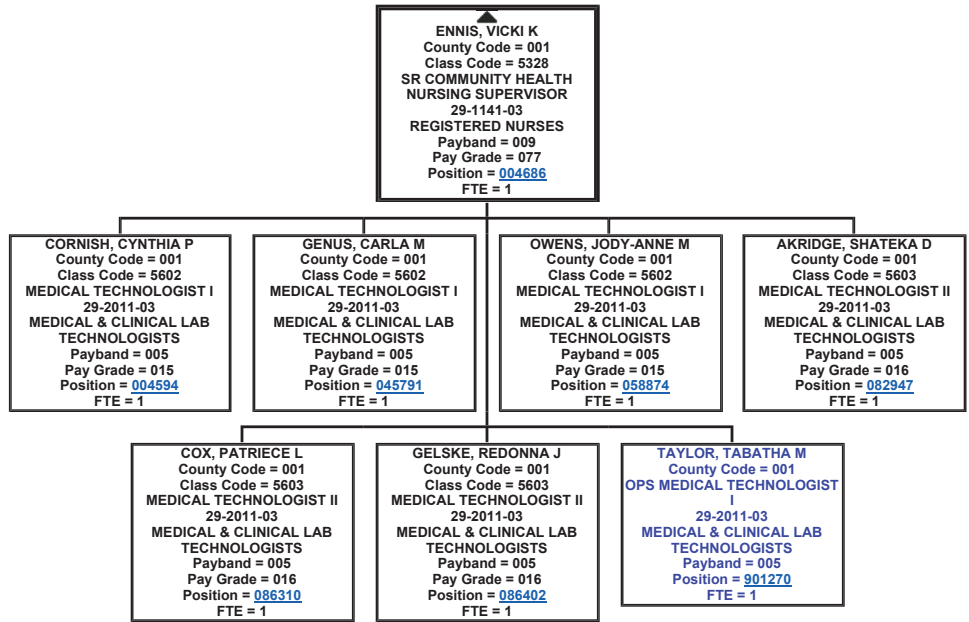 ENNIS, VICKI K
County Code = 001
Class Code = 5328
SR COMMUNITY HEALTH
NURSING SUPERVISOR
29-1141-03
REGISTERED NURSES
Payband = 009
Pay Grade = 077
Position = 004686
FTE = 1
CORNISH, CYNTHIA P
County Code = 001
Class Code = 5602
MEDICAL TECHNOLOGIST I
29-2011-03
MEDICAL & CLINICAL LAB
TECHNOLOGISTS
Payband = 005
Pay Grade = 015
Position = 004594
FTE = 1
GENUS, CARLA M
County Code = 001
Class Code = 5602
MEDICAL TECHNOLOGIST I
29-2011-03
MEDICAL & CLINICAL LAB
TECHNOLOGISTS
Payband = 005
Pay Grade = 015
Position = 045791
FTE = 1
OWENS, JODY-ANNE M
County Code = 001
Class Code = 5602
MEDICAL TECHNOLOGIST I
29-2011-03
MEDICAL & CLINICAL LAB
TECHNOLOGISTS
Payband = 005
Pay Grade = 015
Position = 058874
FTE = 1
AKRIDGE, SHATEKA D
County Code = 001
Class Code = 5603
MEDICAL TECHNOLOGIST II
29-2011-03
MEDICAL & CLINICAL LAB
TECHNOLOGISTS
Payband = 005
Pay Grade = 016
Position = 082947
FTE = 1
COX, PATRIECE L
County Code = 001
Class Code = 5603
MEDICAL TECHNOLOGIST II
29-2011-03
MEDICAL & CLINICAL LAB
TECHNOLOGISTS
Payband = 005
Pay Grade = 016
Position = 086310
FTE = 1
GELSKE, REDONNA J
County Code = 001
Class Code = 5603
MEDICAL TECHNOLOGIST II
29-2011-03
MEDICAL & CLINICAL LAB
TECHNOLOGISTS
Payband = 005
Pay Grade = 016
Position = 086402
FTE = 1
TAYLOR, TABATHA M
County Code = 001
OPS MEDICAL TECHNOLOGIST
I
29-2011-03
MEDICAL & CLINICAL LAB
TECHNOLOGISTS
Payband = 005
Position = 901270
FTE = 1